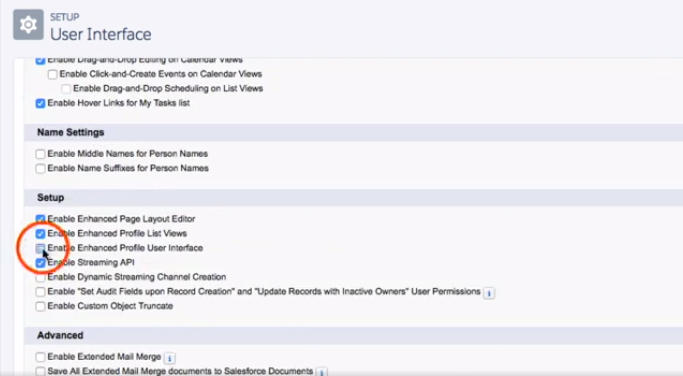 SETUP
User Interface
Enable Drag-and-Drop Editing on Calendar Views
Enable Click-and-Create Events on Calendar Views
Enable Drag-and-Drop Scheduling on List Views
Enable Hover Links for My Tasks list
Name Settings
Enable Middle Names for Person Names
Enable Name Suffixes for Person Names
Setup
Enable Enhanced Page Layout Editor
Enable Enhanced Profile List Views
Enable Enhanced Profile User Interface
Enable Streaming API
Enable Dynamic Streaming Channel Creation
Enable "Set Audit Fields upon Record Creation" and "Update Records with Inactive Owners" User Permissions i
Enable Custom Object Truncate
Advanced
Enable Extended Mail Merge i
Save All Extended Mail Merge documents to Salesforce Documents i